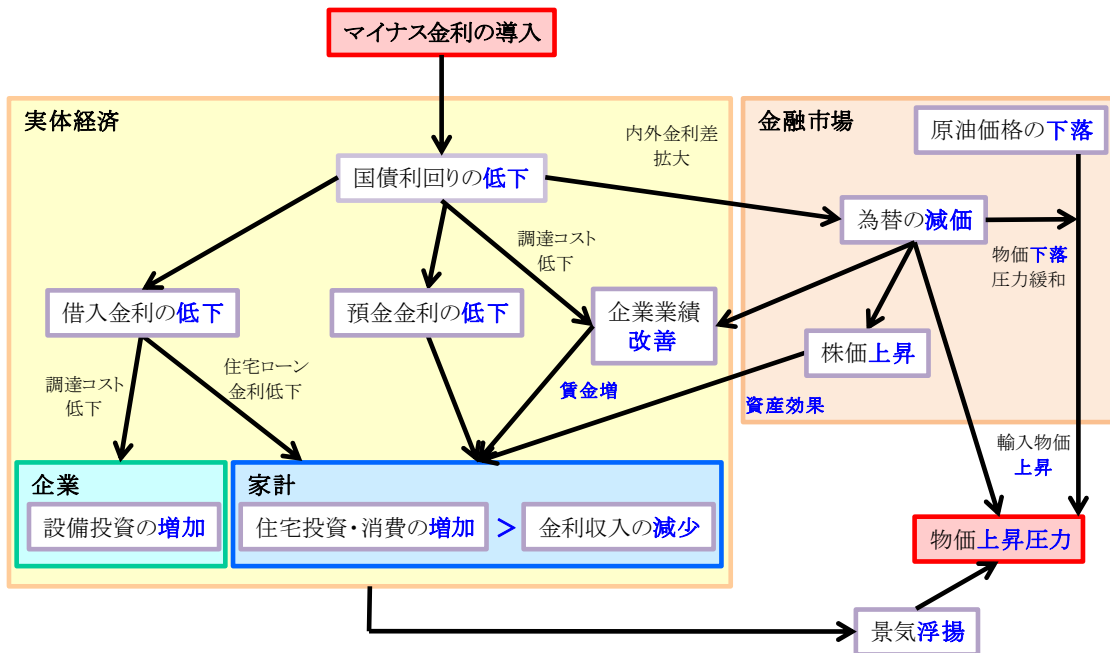 マイナス金利の導入
実体経済
金融市場
原油価格の下落
内外金利差
拡大
国債利回りの低下
為替の減価
調達コスト
低下
物価下落
圧力緩和
借入金利の低下
預金金利の低下
企業業績
改善
株価上昇
住宅ローン
金利低下
調達コスト
低下
賃金増
資産効果
輸入物価
上昇
企業
設備投資の増加
家計
住宅投資・消費の増加 > 金利収入の減少
物価上昇圧力
景気浮揚